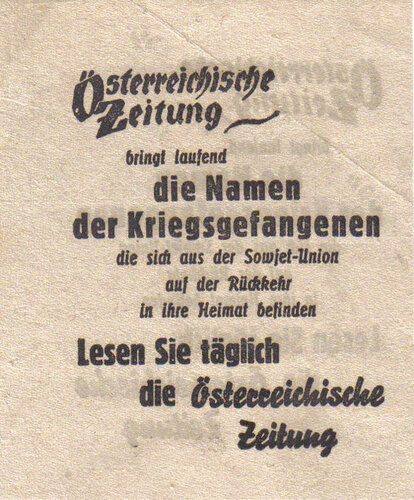 Österreichische
Zeitung
bringt laufend
die Namen
der Kriegsgefangenen
die sich aus der Sowjet-Union
auf der Rückkehr
in ihre Heimat befinden
Lesen Sie täglich
die Österreichische
Zeitung